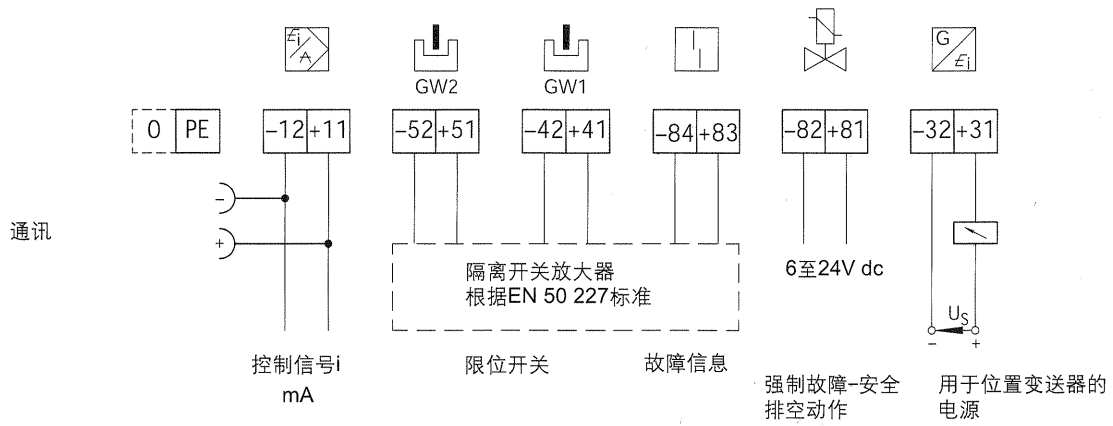 Ei
A
G
Ei
GW2
GW1
0 PE
-12 +11
-52 +51
-42 +41
-84 +83
-82 +81
-32 +31
-
通讯
+
隔离开关放大器
根据EN 50 227标准
6至24V dc
US
- +
控制信号i
mA
限位开关
故障信息
强制故障-安全
排空动作
用于位置变送器的
电源